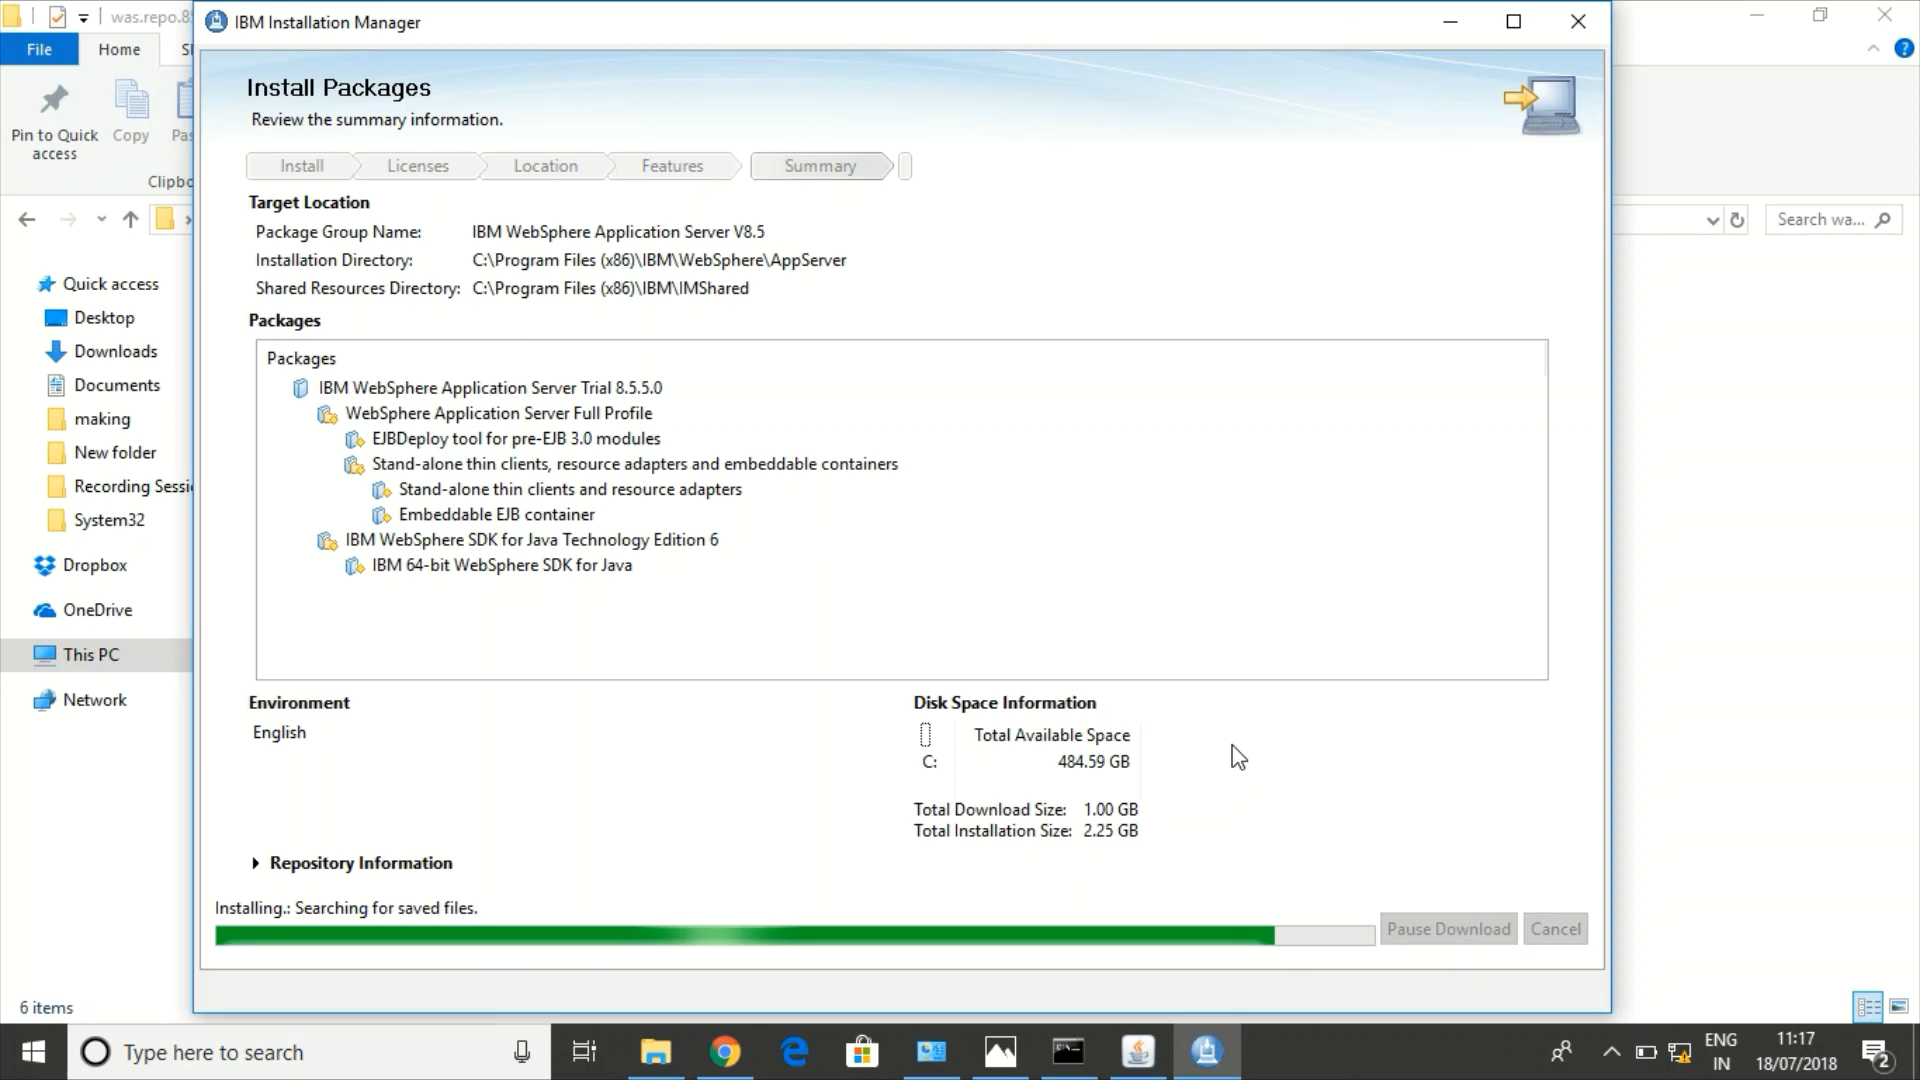 was.repo.85
IBM Installation Manager
File
Home
Install Packages
Review the summary information.
Pin to Quick
access
Copy
Install
Licenses
Location
Features
Summary
Target Location
Package Group Name: IBM WebSphere Application Server V8.5
Installation Directory: C:\Program Files (x86)\IBM\WebSphere\AppServer
Shared Resources Directory: C:\Program Files (x86)\IBM\IMShared
Search wa...
Packages
Packages
IBM WebSphere Application Server Trial 8.5.5.0
WebSphere Application Server Full Profile
EJBDeploy tool for pre-EJB 3.0 modules
Stand-alone thin clients, resource adapters and embeddable containers
Stand-alone thin clients and resource adapters
Embeddable EJB container
IBM WebSphere SDK for Java Technology Edition 6
IBM 64-bit WebSphere SDK for Java
Quick access
Desktop
Downloads
Documents
making
New folder
Recording Sessi
System32
Dropbox
OneDrive
This PC
Network
Environment
English
Disk Space Information
Total Available Space
C: 484.59 GB
Total Download Size: 1.00 GB
Total Installation Size: 2.25 GB
Repository Information
Installing.: Searching for saved files.
Pause Download
Cancel
6 items
Type here to search
ENG
IN
11:17
18/07/2018
2